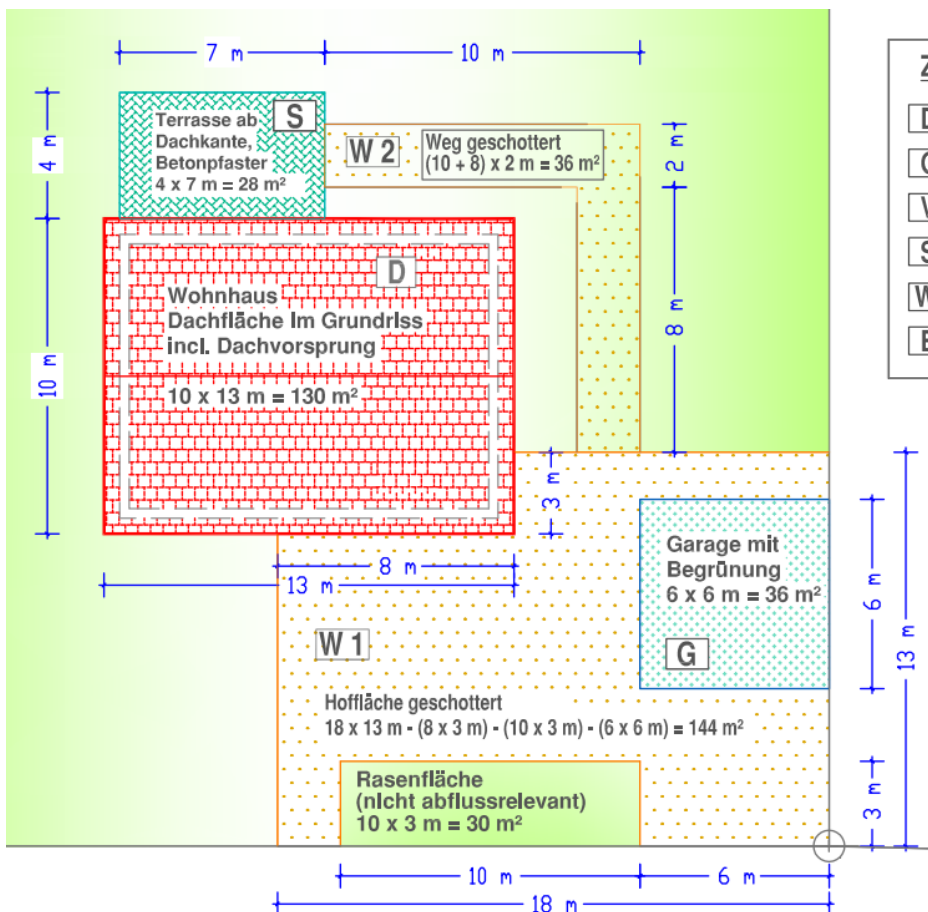 7 m
10 m
Z
Terrasse ab
Dachkante,
Betonpfaster
4 x 7 m = 28 m²
S
W 2
Weg geschottert
(10 + 8) x 2 m = 36 m²
4 m
2 m
D
G
V
S
W
E
D
Wohnhaus
Dachfläche Im Grundriss
incl. Dachvorsprung
10 x 13 m = 130 m²
10 m
8 m
3 m
8 m
13 m
Garage mit
Begrünung
6 x 6 m = 36 m²
G
6 m
13 m
W 1
Hoffläche geschottert
18 x 13 m - (8 x 3 m) - (10 x 3 m) - (6 x 6 m) = 144 m²
Rasenfläche
(nicht abflussrelevant)
10 x 3 m = 30 m²
3 m
10 m
6 m
18 m